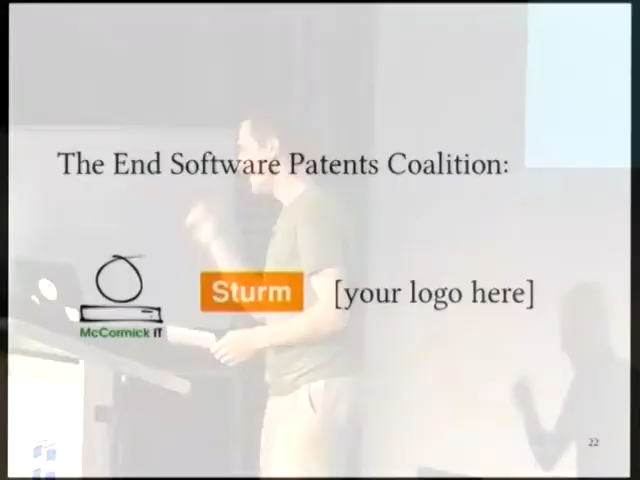 The End Software Patents Coalition:
McCormick IT
Sturm
[your logo here]
22